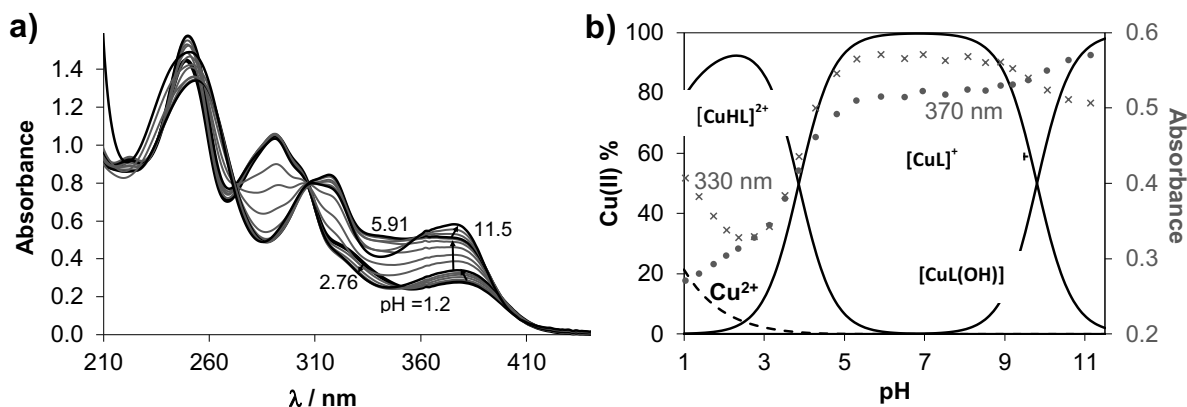 a)
Absorbance
1.4
1.2
1.0
0.8
0.6
0.4
0.2
0.0
210
260
310
360
410
λ / nm
5.91
11.5
2.76
pH =1.2
b)
Cu(II) %
100
80
60
40
20
0
1
3
5
7
9
11
pH
0.6
0.5
0.4
0.3
0.2
Absorbance
[CuHL]²⁺
330 nm
Cu²⁺
370 nm
[CuL]⁺
[CuL(OH)]